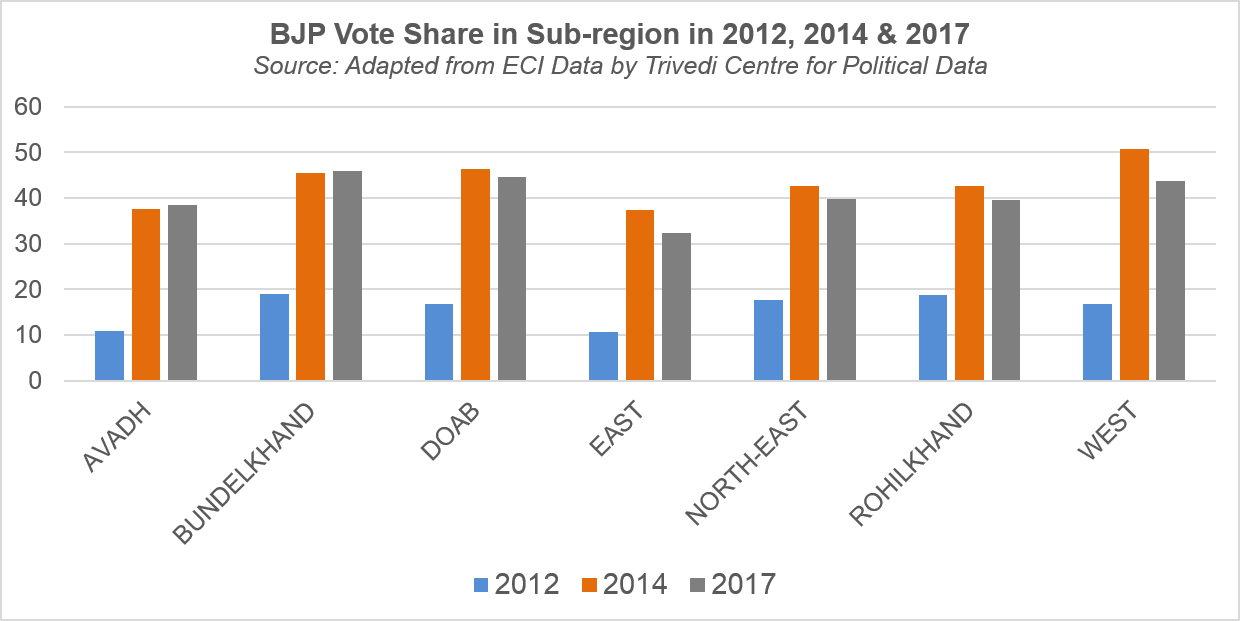 BJP Vote Share in Sub-region in 2012, 2014 & 2017
Source: Adapted from ECI Data by Trivedi Centre for Political Data
60
50
40
30
20
10
0
AVADH
BUNDELKHAND
DOAB
EAST
NORTH-EAST
ROHILKHAND
WEST
2012 2014 2017